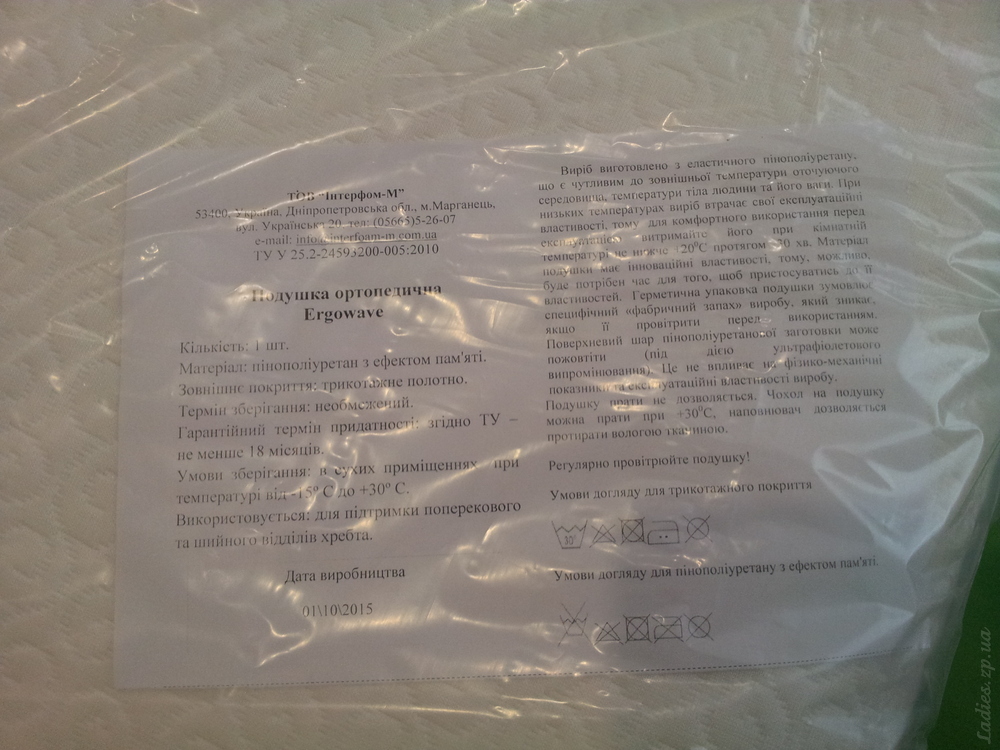 ТОВ "Інтерфом-М"
53400, Україна, Дніпропетровська обл., м.Марганець,
вул. Українська 20, тел: (05665)5-26-07
e-mail: info@interfoam-m.com.ua
ТУ У 25.2-24593200-005:2010
Подушка ортопедична
Ergowave
Кількість: 1 шт.
Матеріал: пінополіуретан з ефектом пам'яті.
Зовнішнє покриття: трикотажне полотно.
Термін зберігання: необмежений.
Гарантійний термін придатності: згідно ТУ –
не менше 18 місяців.
Умови зберігання: в сухих приміщеннях при
температурі від -15° С до +30° С.
Використовується: для підтримки поперекового
та шийного відділів хребта.
Дата виробництва
01\10\2015
Виріб виготовлено з еластичного пінополіуретану,
що є чутливим до зовнішньої температури оточуючого
середовища, температури тіла людини та його ваги. При
низьких температурах виріб втрачає свої експлуатаційні
властивості, тому для комфортного використання перед
експлуатацією витримайте його при кімнатній
температурі не нижче +20⁰С протягом 30 хв. Матеріал
подушки має інноваційні властивості, тому, можливо,
буде потрібен час для того, щоб пристосуватись до її
властивостей. Герметична упаковка подушки зумовлює
специфічний «фабричний запах» виробу, який зникає,
якщо її провітрити перед використанням.
Поверхневий шар пінополіуретанової заготовки може
пожовтіти (під дією ультрафіолетового
випромінювання). Це не впливає на фізико-механічні
показники та експлуатаційні властивості виробу.
Подушку прати не дозволяється. Чохол на подушку
можна прати при +30⁰С, наповнювач дозволяється
протирати вологою тканиною.
Регулярно провітрюйте подушку!
Умови догляду для трикотажного покриття
30°
Умови догляду для пінополіуретану з ефектом пам'яті.
Ladies.zp.ua